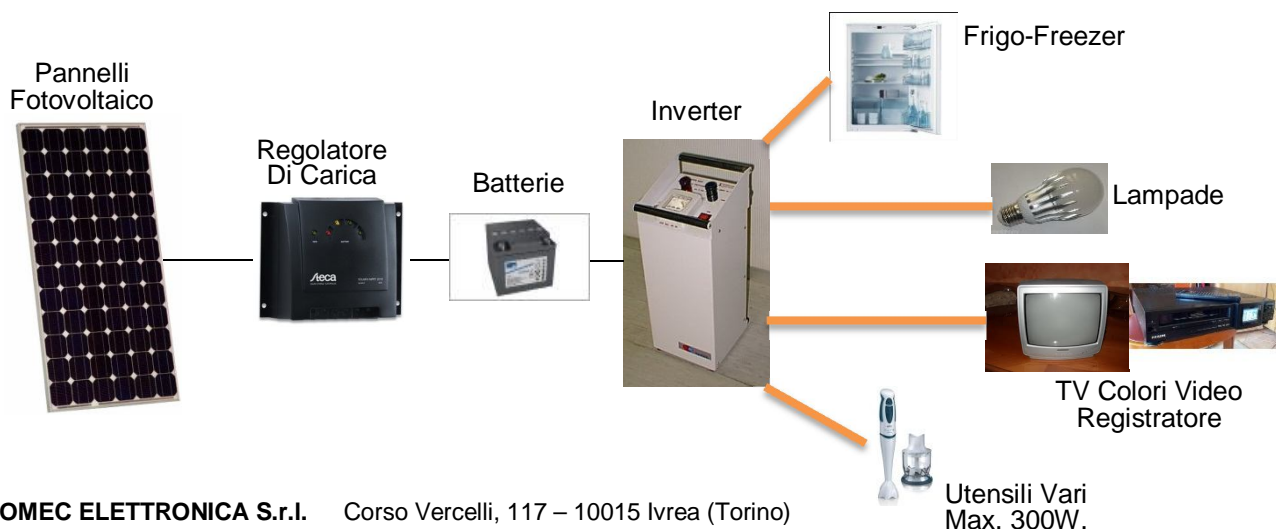 Pannelli
Fotovoltaico
Regolatore
Di Carica
Steca
Batterie
Inverter
Frigo-Freezer
Lampade
TV Colori Video
Registratore
Utensili Vari
Max. 300W.
OMEC ELETTRONICA S.r.l. Corso Vercelli, 117 – 10015 Ivrea (Torino)